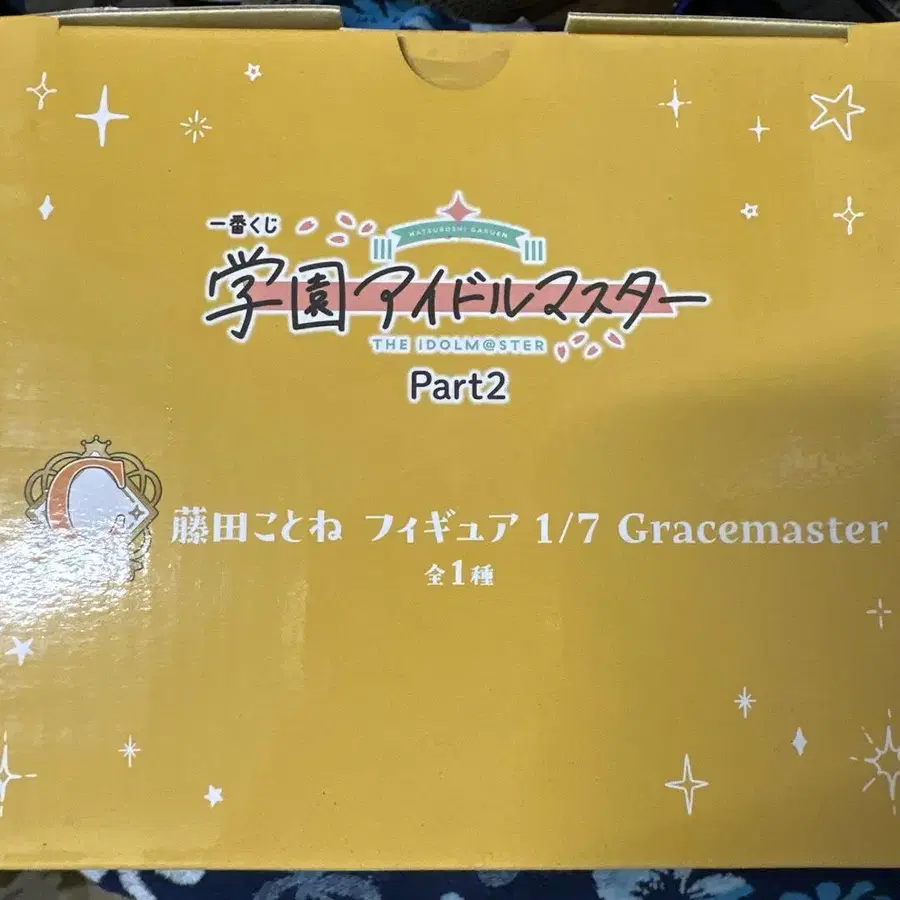 一番くじ
HATSUBOSHI GAKUEN
学園アイドルマスター
THE IDOLM@STER
Part2
C
藤田ことね フィギュア 1/7 Gracemaster
全1種